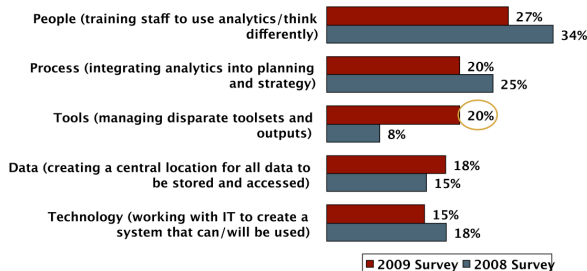 People (training staff to use analytics/think
differently)
27%
34%
Process (integrating analytics into planning
and strategy)
20%
25%
Tools (managing disparate toolsets and
outputs)
20%
8%
Data (creating a central location for all data to
be stored and accessed)
18%
15%
Technology (working with IT to create a
system that can/will be used)
15%
18%
2009 Survey
2008 Survey